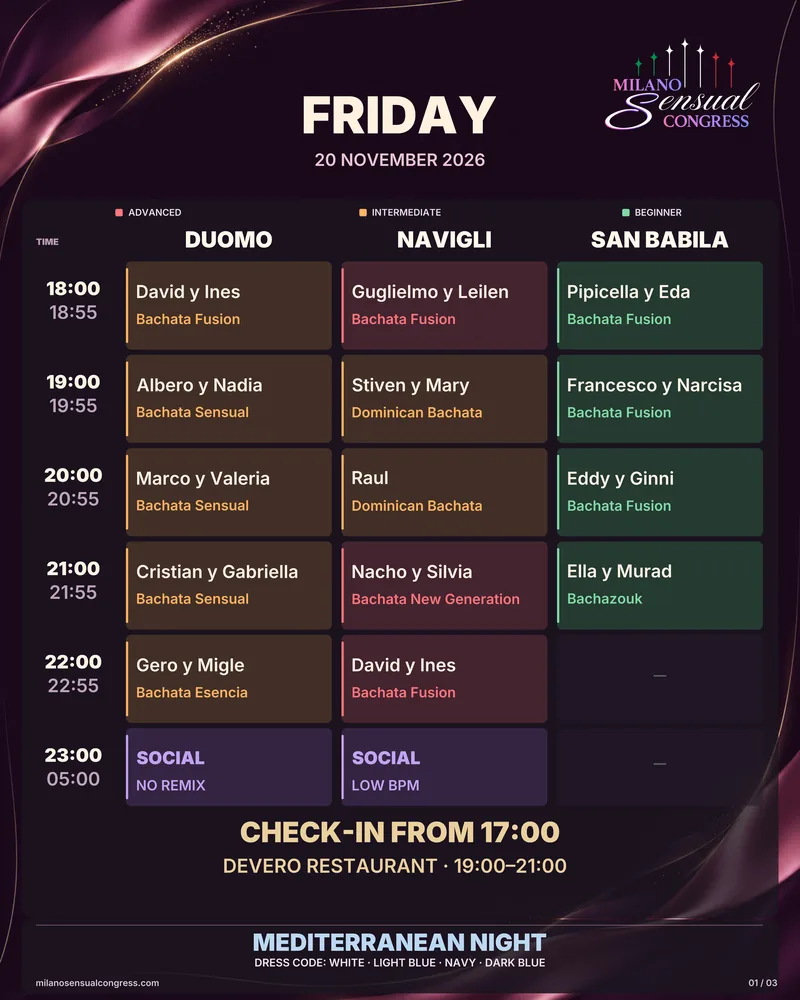 MILANO
Sensual
CONGRESS
FRIDAY
20 NOVEMBER 2026
ADVANCED
INTERMEDIATE
BEGINNER
TIME
DUOMO
NAVIGLI
SAN BABILA
18:00
18:55
David y Ines
Bachata Fusion
Guglielmo y Leilen
Bachata Fusion
Pipicella y Eda
Bachata Fusion
19:00
19:55
Albero y Nadia
Bachata Sensual
Stiven y Mary
Dominican Bachata
Francesco y Narcisa
Bachata Fusion
20:00
20:55
Marco y Valeria
Bachata Sensual
Raul
Dominican Bachata
Eddy y Ginni
Bachata Fusion
21:00
21:55
Cristian y Gabriella
Bachata Sensual
Nacho y Silvia
Bachata New Generation
Ella y Murad
Bachazouk
22:00
22:55
Gero y Migle
Bachata Esencia
David y Ines
Bachata Fusion
—
23:00
05:00
SOCIAL
NO REMIX
SOCIAL
LOW BPM
—
CHECK-IN FROM 17:00
DEVERO RESTAURANT · 19:00–21:00
MEDITERRANEAN NIGHT
DRESS CODE: WHITE · LIGHT BLUE · NAVY · DARK BLUE
milanosensualcongress.com
01 / 03